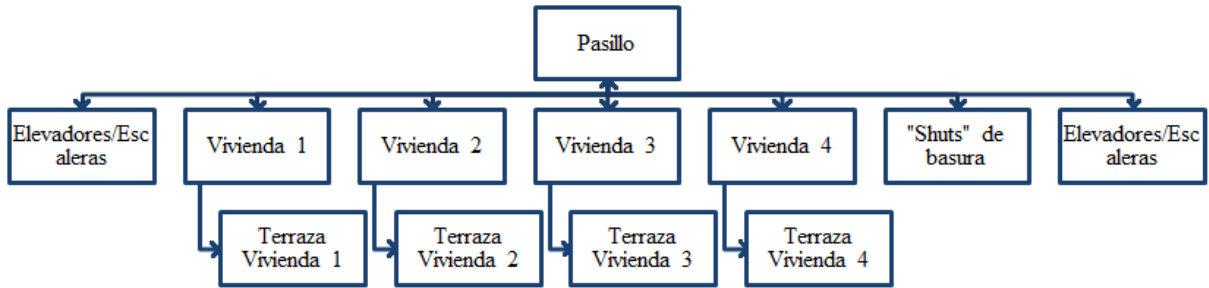 Pasillo
Elevadores/Esc
aleras
Vivienda 1
Vivienda 2
Vivienda 3
Vivienda 4
"Shuts" de
basura
Elevadores/Esc
aleras
Terraza
Vivienda 1
Terraza
Vivienda 2
Terraza
Vivienda 3
Terraza
Vivienda 4